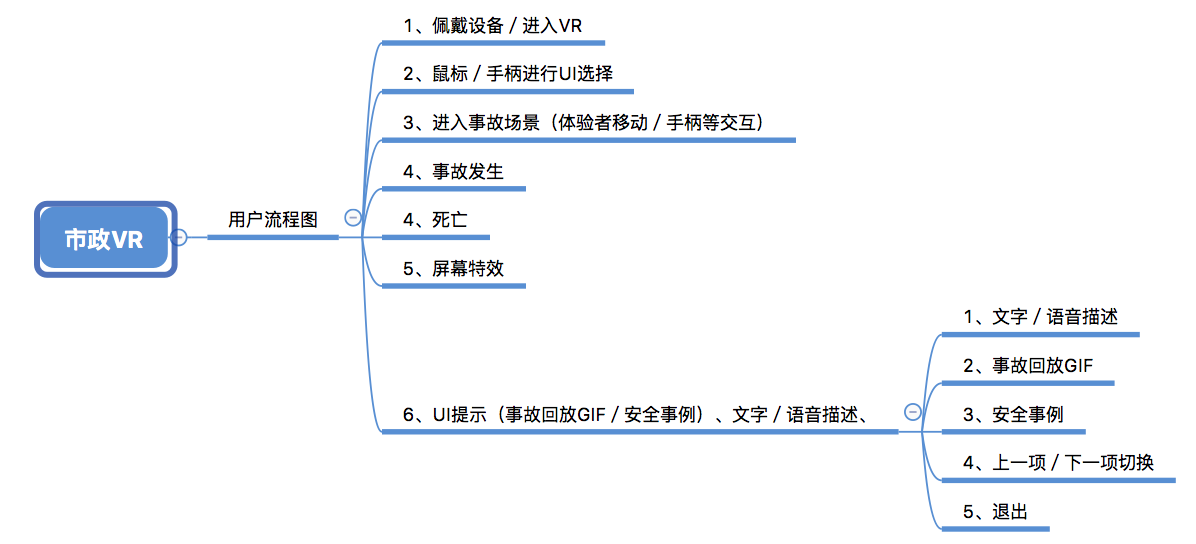 市政VR
用户流程图
1、佩戴设备 / 进入VR
2、鼠标 / 手柄进行UI选择
3、进入事故场景（体验者移动 / 手柄等交互）
4、事故发生
4、死亡
5、屏幕特效
6、UI提示（事故回放GIF / 安全事例）、文字 / 语音描述、
1、文字 / 语音描述
2、事故回放GIF
3、安全事例
4、上一项 / 下一项切换
5、退出